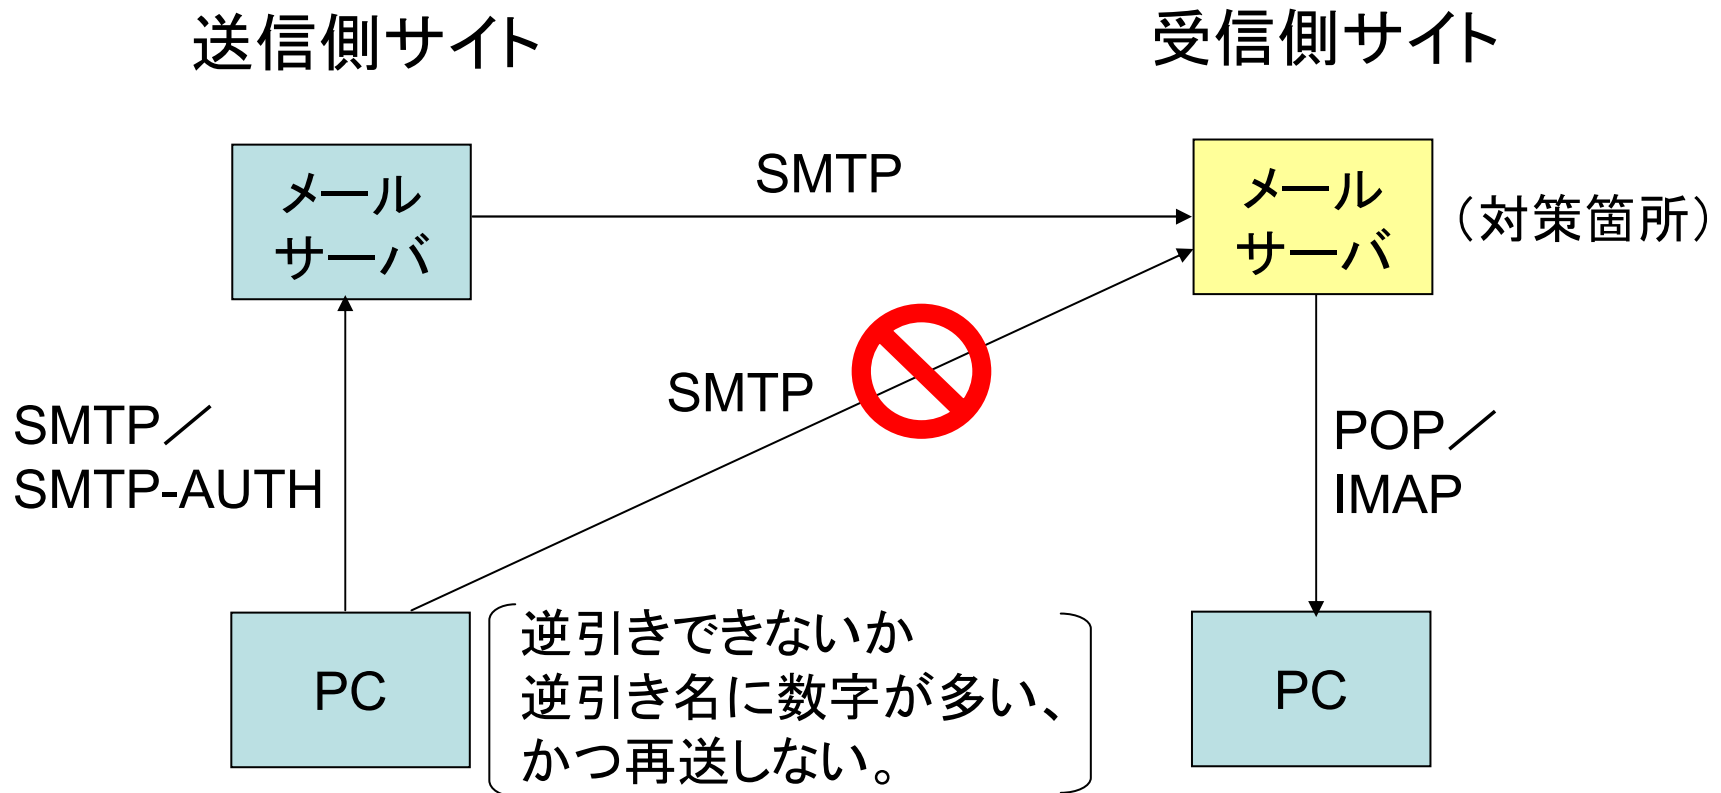 送信側サイト
受信側サイト
メール
サーバ
SMTP
メール
サーバ
（対策箇所）
SMTP
SMTP／
SMTP-AUTH
POP／
IMAP
PC
逆引きできないか
逆引き名に数字が多い、
かつ再送しない。
PC